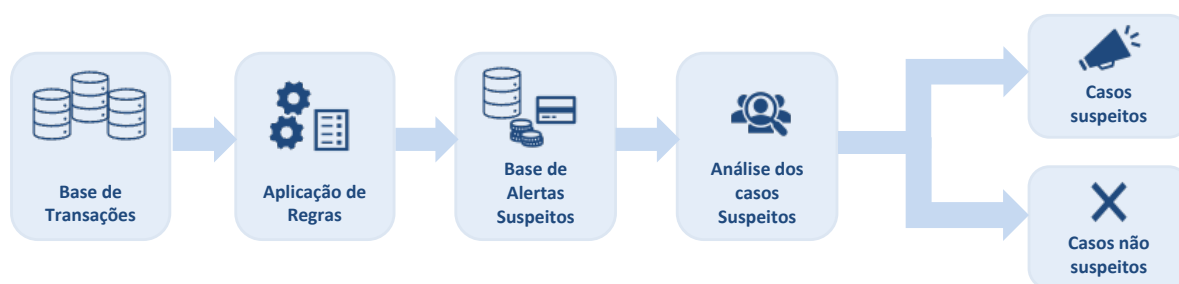 Base de
Transações
Aplicação de
Regras
Base de
Alertas
Suspeitos
Análise dos
casos
Suspeitos
Casos
suspeitos
Casos não
suspeitos